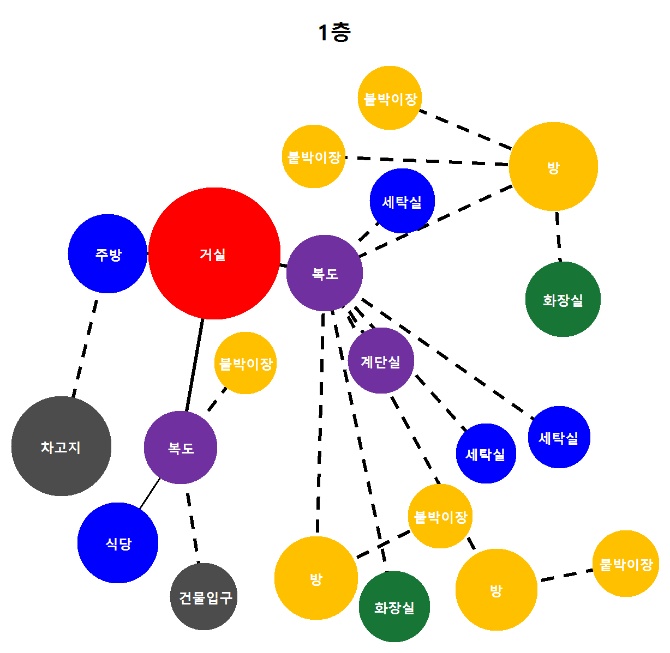 1층
붙박이장
붙박이장
방
세탁실
주방
거실
복도
화장실
붙박이장
계단실
차고지
복도
세탁실
세탁실
식당
붙박이장
방
화장실
방
붙박이장
건물입구